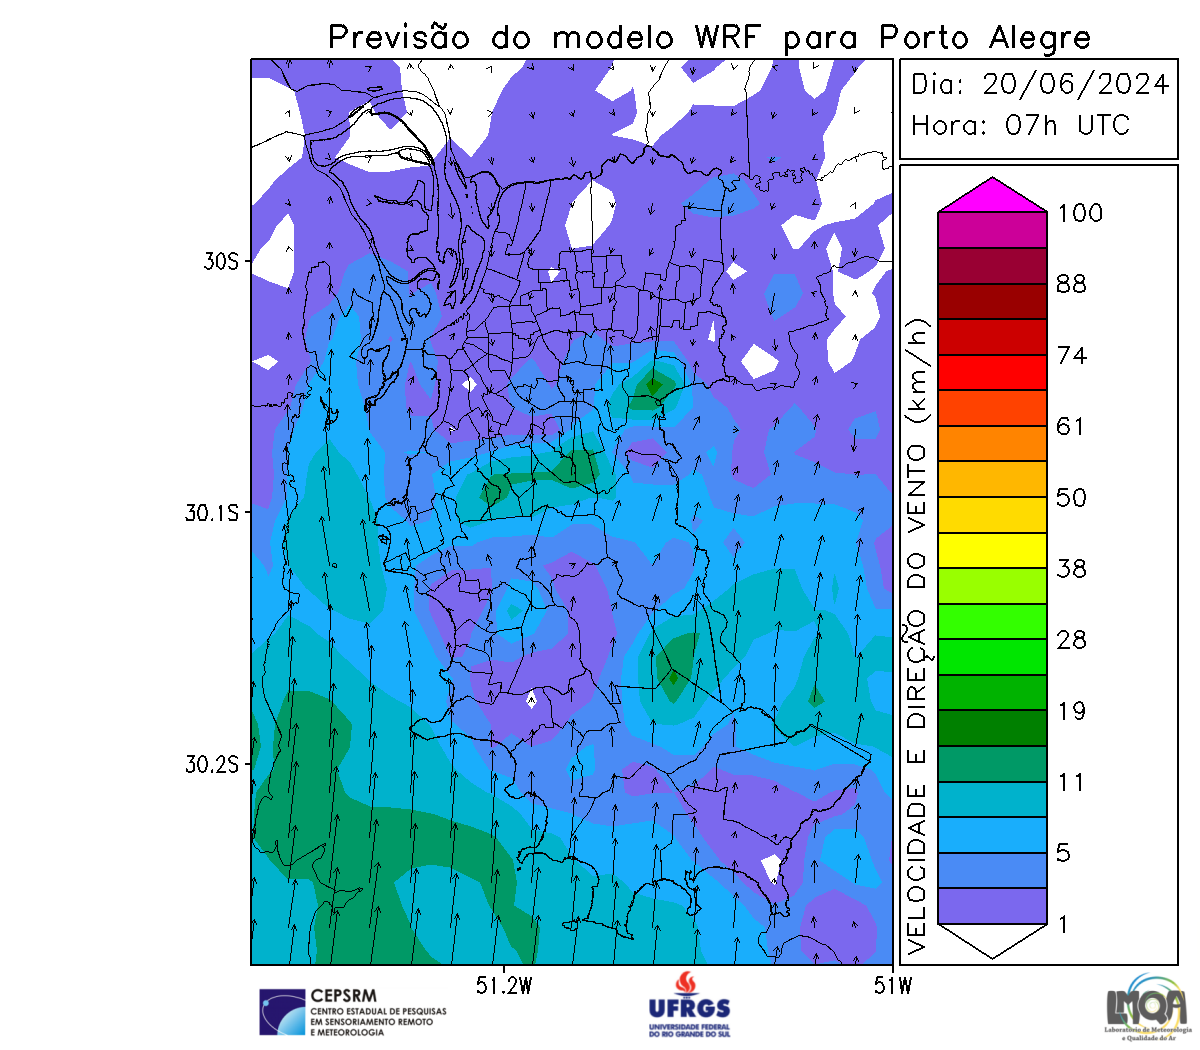 Previsão do modelo WRF para Porto Alegre
Dia: 20/06/2024
Hora: 07h UTC
30S
30.1S
30.2S
51.2W
51W
VELOCIDADE E DIREÇÃO DO VENTO (km/h)
100
88
74
61
50
38
28
19
11
5
1
CEPSRM
CENTRO ESTADUAL DE PESQUISAS
EM SENSORIAMENTO REMOTO
E METEOROLOGIA
UFRGS
UNIVERSIDADE FEDERAL
DO RIO GRANDE DO SUL
LMQA
Laboratório de Meteorologia
e Qualidade do Ar